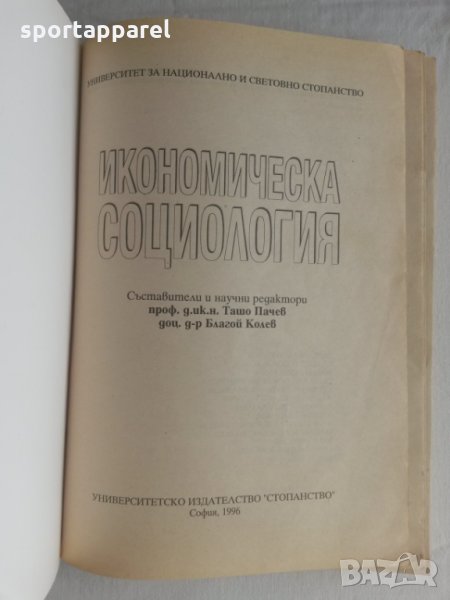 sportapparel
УНИВЕРСИТЕТ ЗА НАЦИОНАЛНО И СВЕТОВНО СТОПАНСТВО
ИКОНОМИЧЕСКА
СОЦИОЛОГИЯ
Съставители и научни редактори
проф. д.ик.н. Ташо Пачев
доц. д-р Благой Колев
УНИВЕРСИТЕТСКО ИЗДАТЕЛСТВО "СТОПАНСТВО"
София, 1996
BAZAR